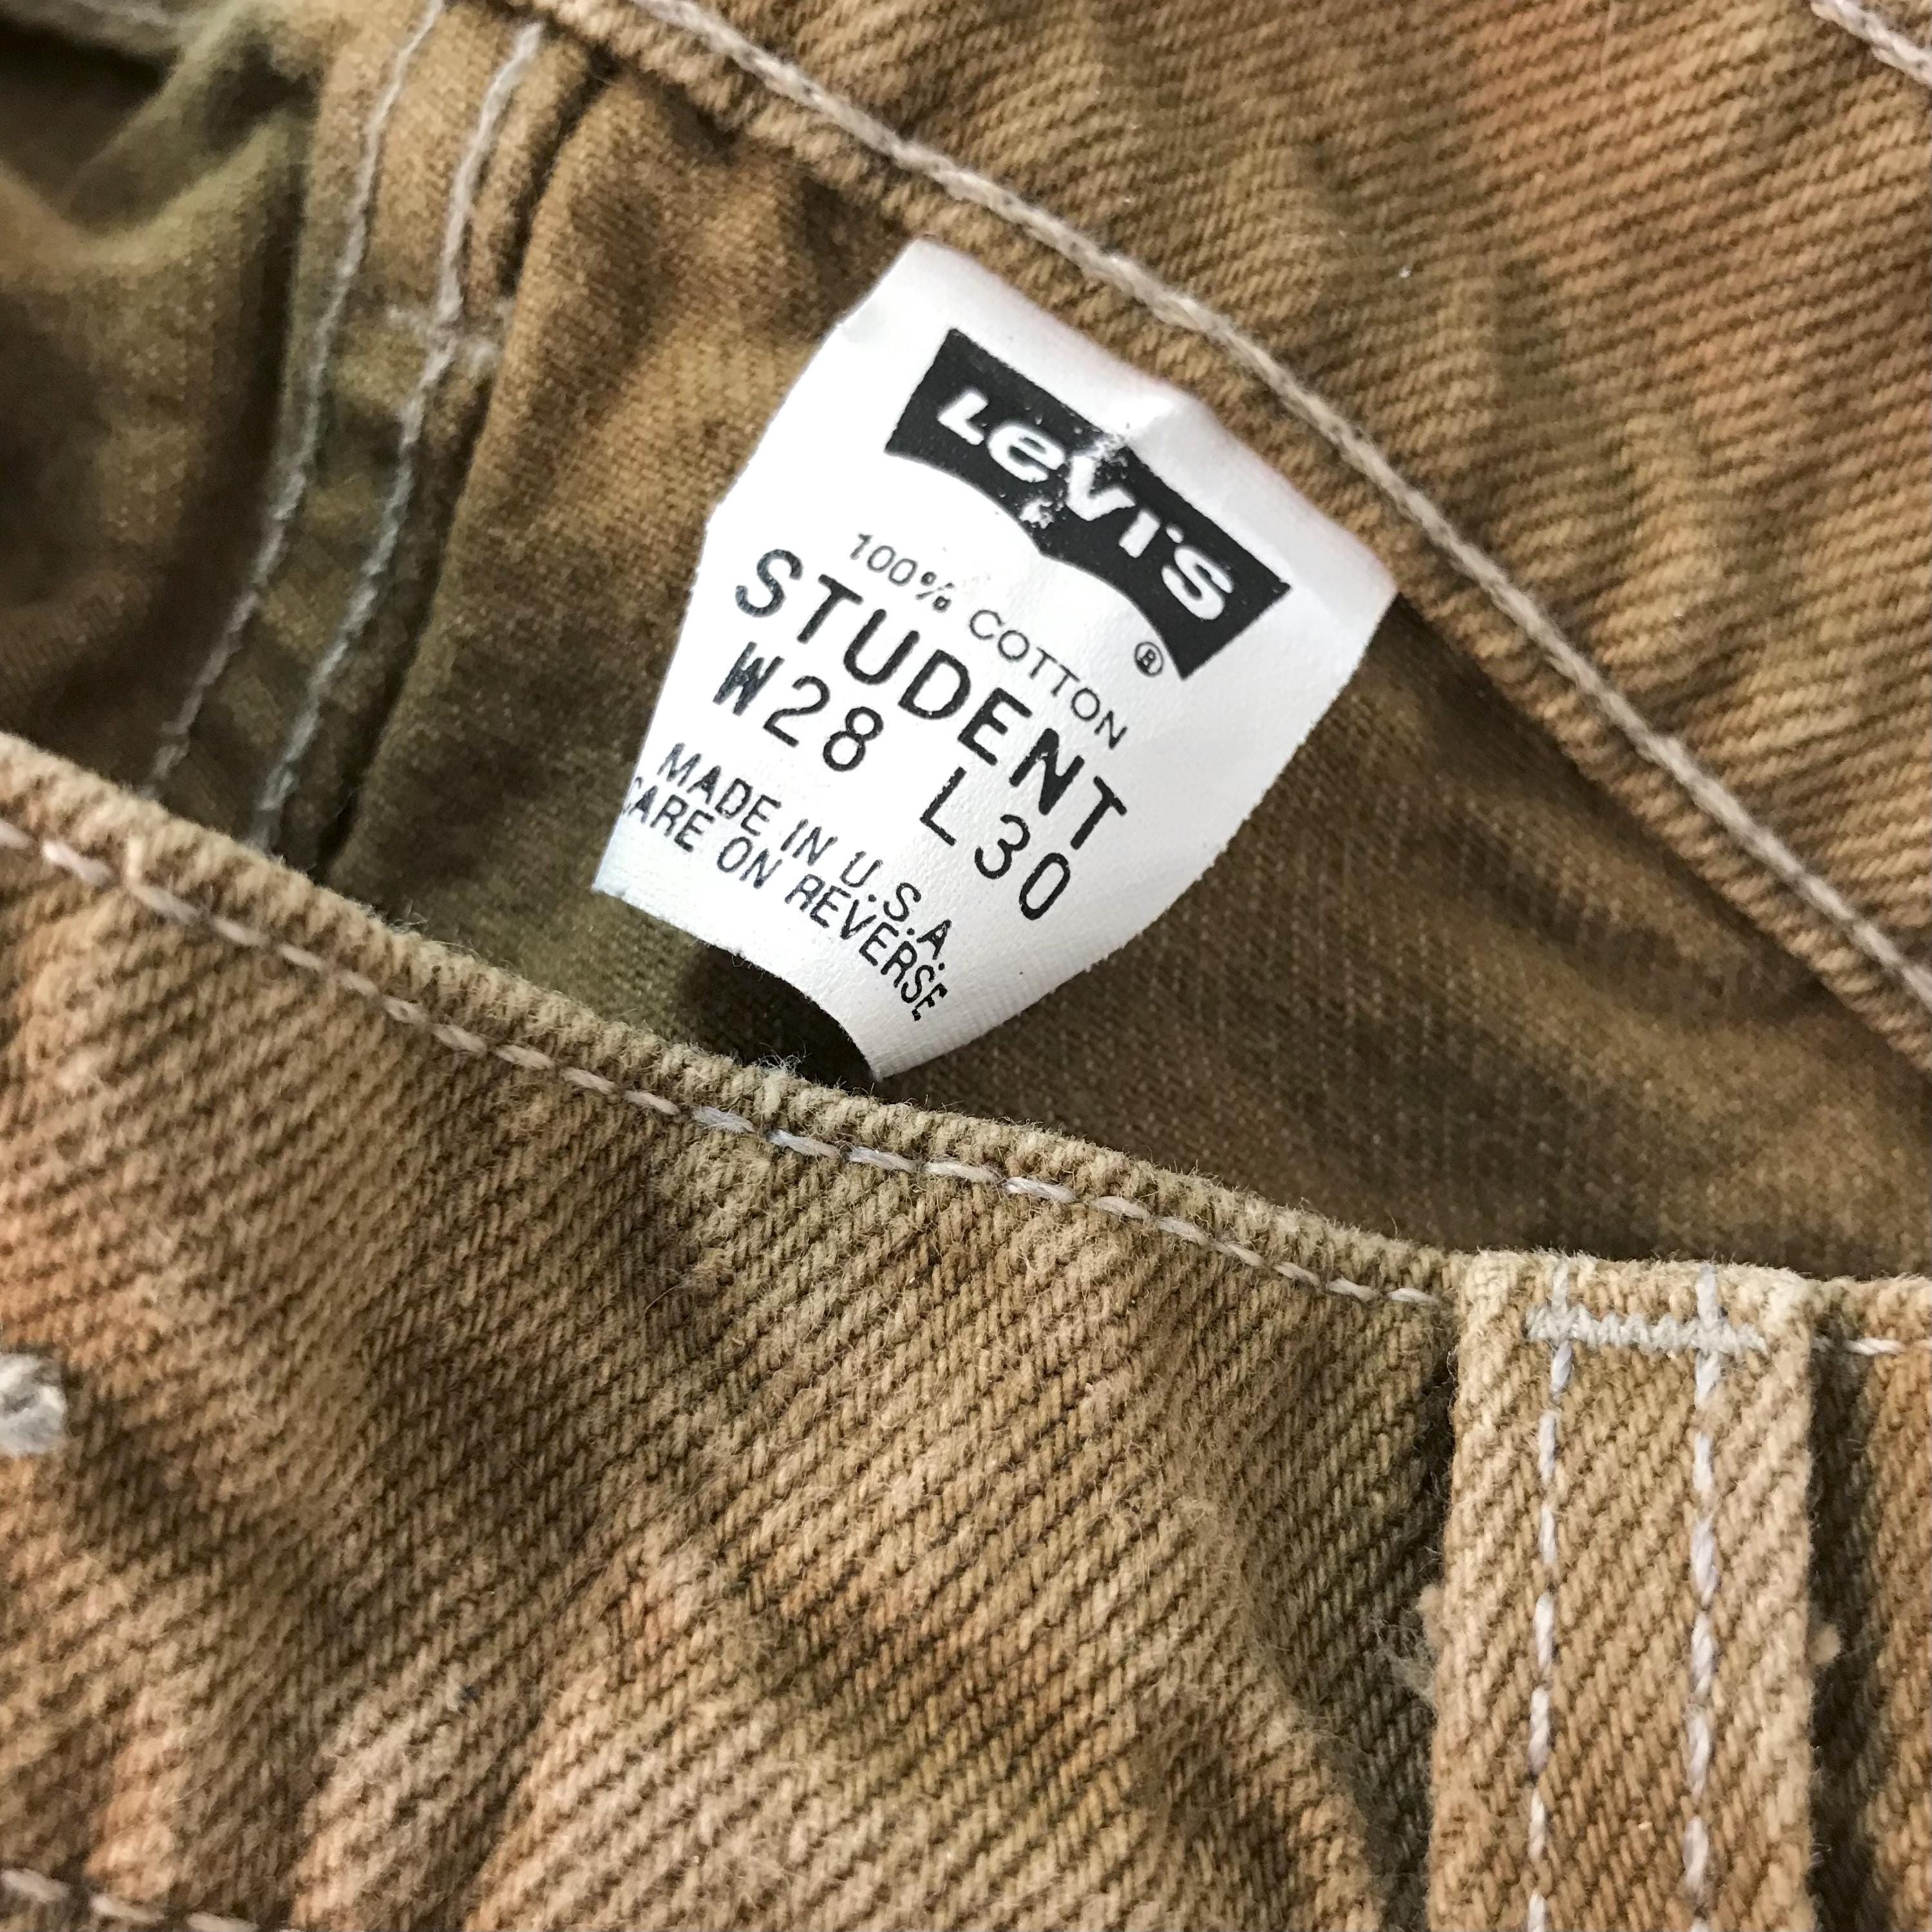 Levi's
®
100% COTTON
STUDENT
W28 L30
MADE IN U.S.A.
CARE ON REVERSE